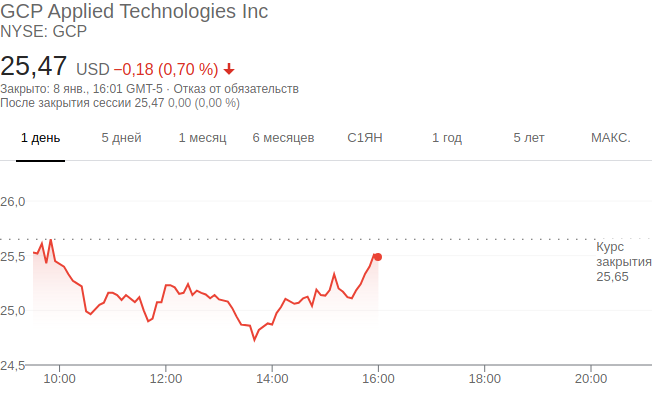 GCP Applied Technologies Inc
NYSE: GCP
25,47 USD −0,18 (0,70 %)
Закрыто: 8 янв., 16:01 GMT-5 · Отказ от обязательств
После закрытия сессии 25,47 0,00 (0,00 %)
1 день 5 дней 1 месяц 6 месяцев С1ЯН 1 год 5 лет МАКС.
26,0
Курс
25,5
закрытия
25,65
25,0
24,5
10:00 12:00 14:00 16:00 18:00 20:00